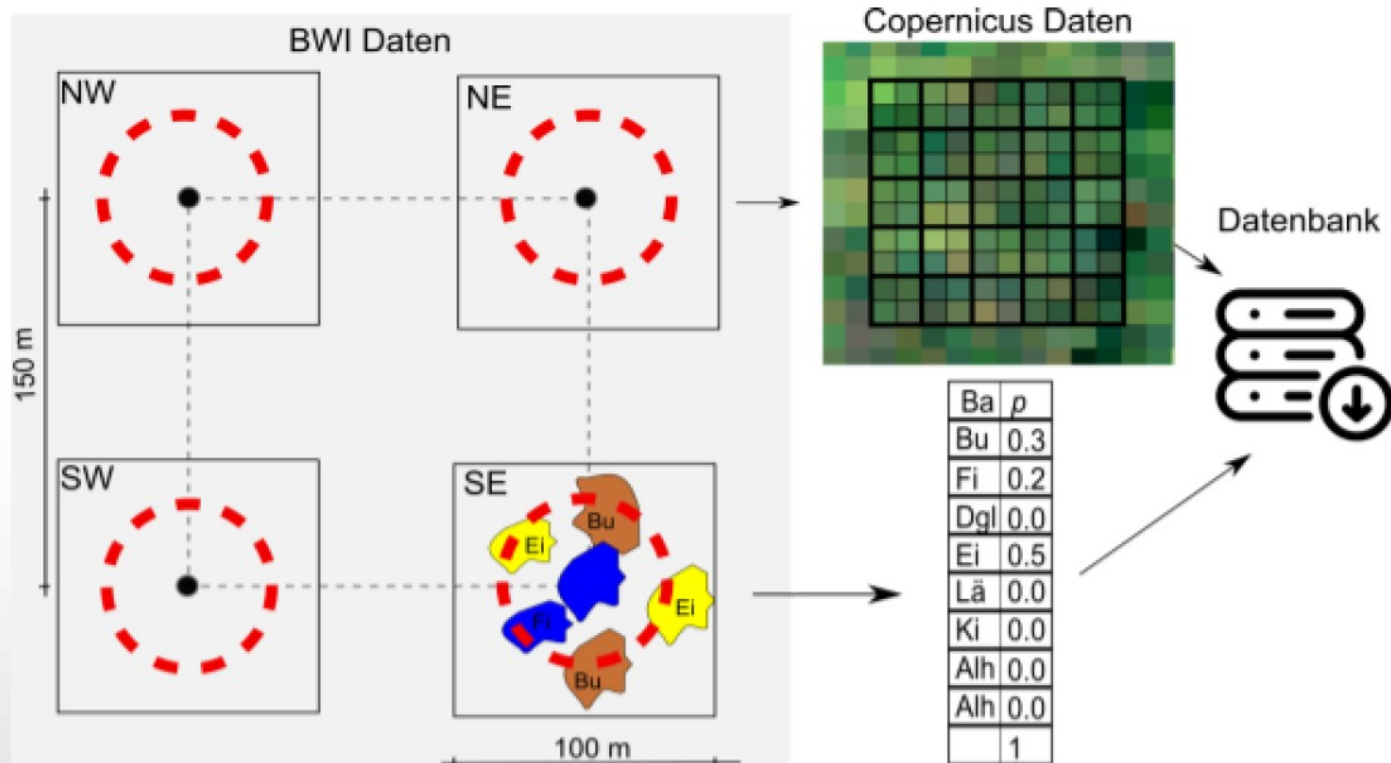 BWI Daten
NW
NE
150 m
SW
SE
Bu
Ei
Ei
Fi
Bu
100 m
Copernicus Daten
Datenbank
Ba p
Bu 0.3
Fi 0.2
Dgl 0.0
Ei 0.5
Lä 0.0
Ki 0.0
Alh 0.0
Alh 0.0
1